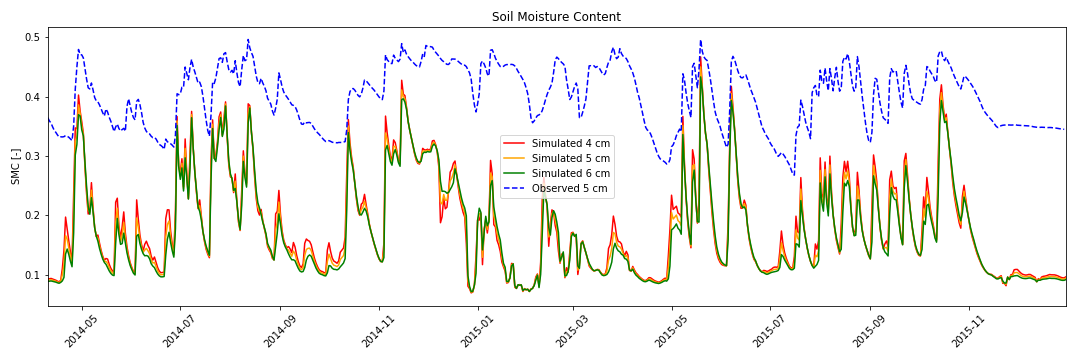 Soil Moisture Content
SMC [-]
0.5
0.4
0.3
0.2
0.1
Simulated 4 cm
Simulated 5 cm
Simulated 6 cm
Observed 5 cm
2014-05
2014-07
2014-09
2014-11
2015-01
2015-03
2015-05
2015-07
2015-09
2015-11